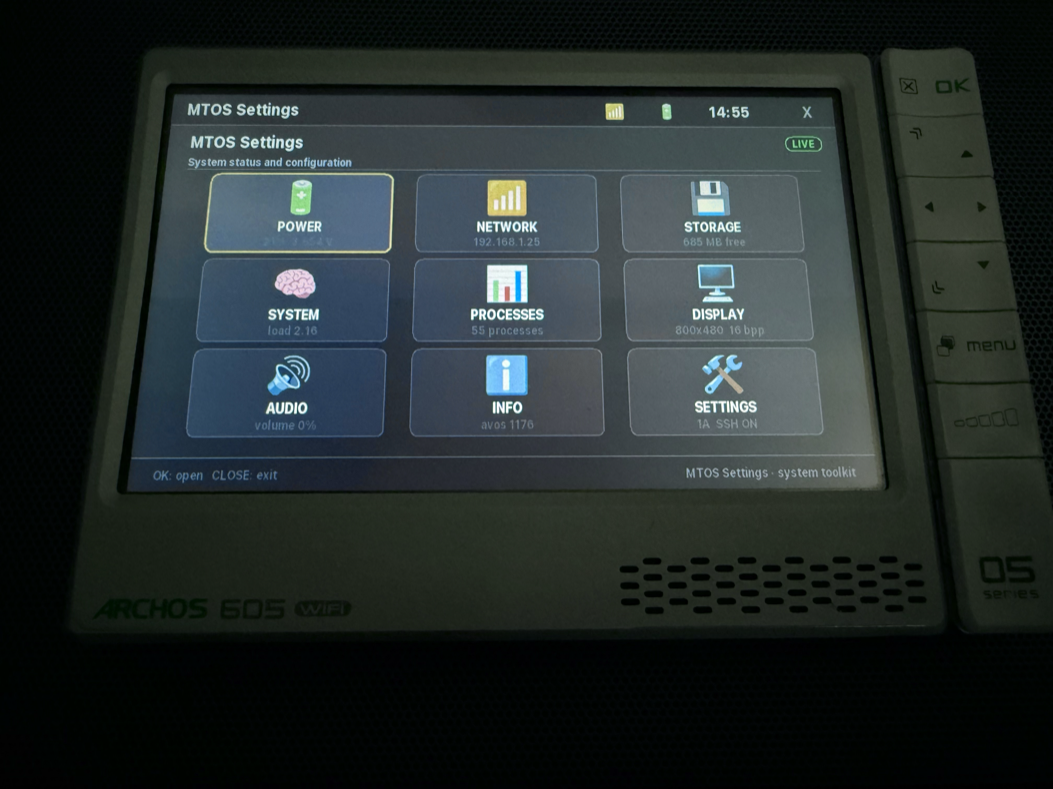 MTOS Settings 14:55 X
MTOS Settings LIVE
System status and configuration
POWER NETWORK STORAGE
192.168.1.25 685 MB free
SYSTEM PROCESSES DISPLAY
load 2.16 55 processes 800x480 16 bpp
AUDIO INFO SETTINGS
volume 0% avos 1176 1A SSH ON
OK: open CLOSE: exit MTOS Settings - system toolkit
OK
menu
ARCHOS 605 WiFi
05
series